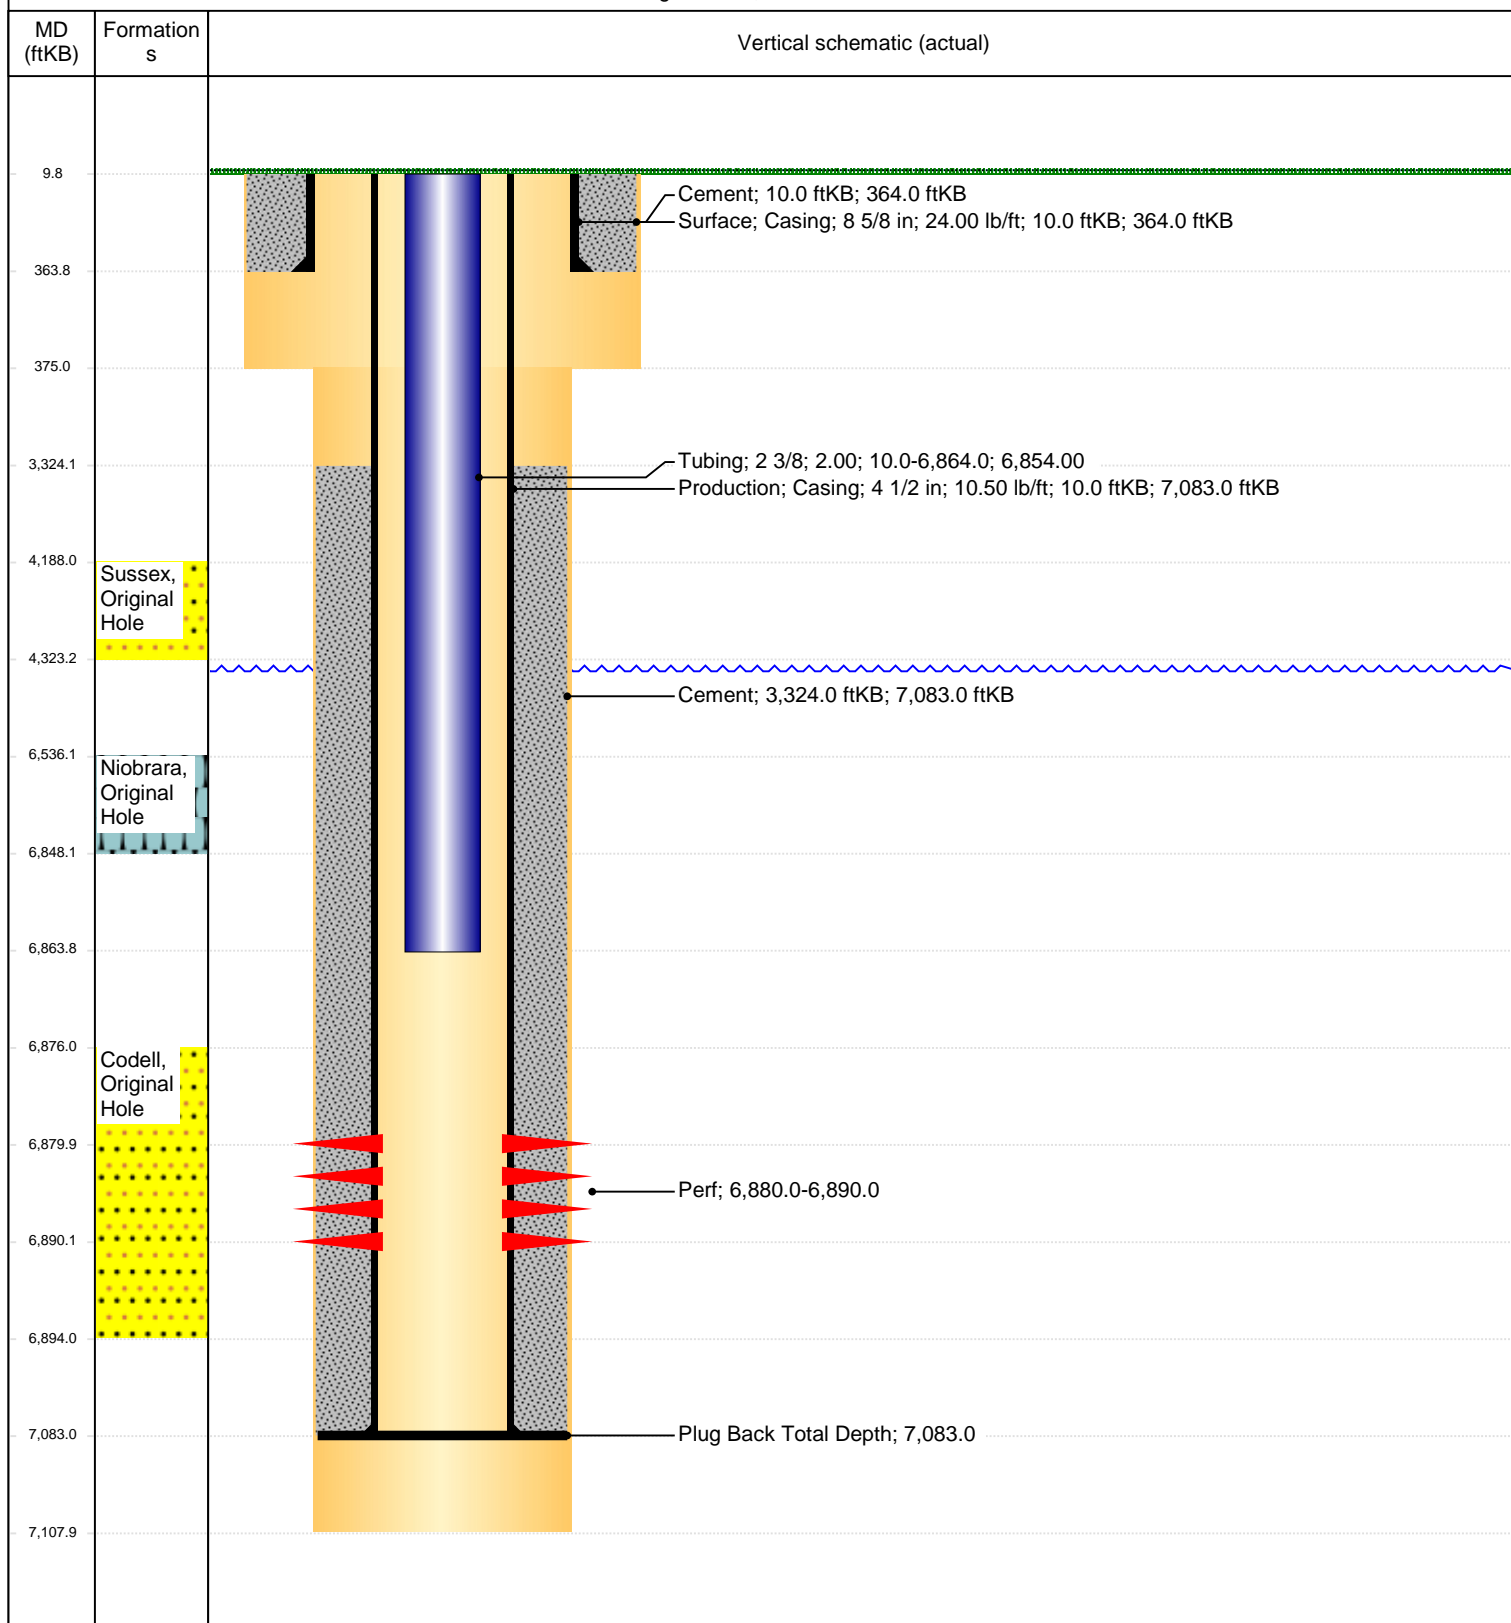 MD
(ftKB)
Formation
s
Vertical schematic (actual)
9.8
Cement; 10.0 ftKB; 364.0 ftKB
Surface; Casing; 8 5/8 in; 24.00 lb/ft; 10.0 ftKB; 364.0 ftKB
363.8
375.0
3,324.1
Tubing; 2 3/8; 2.00; 10.0-6,864.0; 6,854.00
Production; Casing; 4 1/2 in; 10.50 lb/ft; 10.0 ftKB; 7,083.0 ftKB
4,188.0
Sussex,
Original
Hole
4,323.2
Cement; 3,324.0 ftKB; 7,083.0 ftKB
6,536.1
Niobrara,
Original
Hole
6,848.1
6,863.8
6,876.0
Codell,
Original
Hole
6,879.9
Perf; 6,880.0-6,890.0
6,890.1
6,894.0
7,083.0
Plug Back Total Depth; 7,083.0
7,107.9